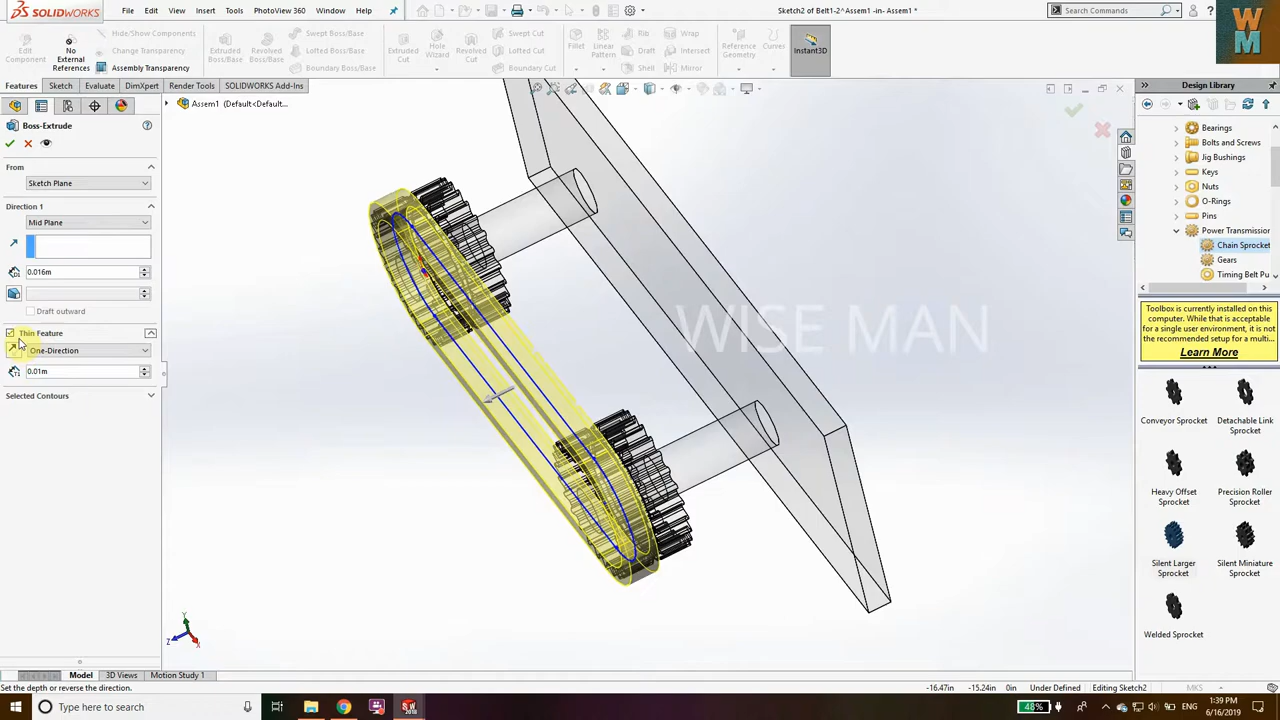 SOLIDWORKS
File Edit View Insert Tools PhotoView 360 Window Help
Sketch2 of Belt1-2^Assem1 -in- Assem1 *
Search Commands
WM
Edit Component
No External References
Hide/Show Components
Change Transparency
Assembly Transparency
Extruded Boss/Base
Revolved Boss/Base
Swept Boss/Base
Lofted Boss/Base
Boundary Boss/Base
Extruded Cut
Hole Wizard
Revolved Cut
Swept Cut
Lofted Cut
Boundary Cut
Fillet
Linear Pattern
Rib
Draft
Shell
Wrap
Intersect
Mirror
Reference Geometry
Curves
Instant3D
Features Sketch Evaluate DimXpert Render Tools SOLIDWORKS Add-Ins
Design Library
Assem1 (Default<Default...
Boss-Extrude
From
Sketch Plane
Direction 1
Mid Plane
0.016m
Draft outward
Thin Feature
One-Direction
0.01m
Selected Contours
WISE MAN
Y
Z
X
Bearings
Bolts and Screws
Jig Bushings
Keys
Nuts
O-Rings
Pins
Power Transmission
Chain Sprocket
Gears
Timing Belt Pu
Toolbox is currently installed on this
computer. While that is acceptable
for a single user environment, it is not
the recommended setup for a multi...
Learn More
Conveyor Sprocket
Detachable Link Sprocket
Heavy Offset Sprocket
Precision Roller Sprocket
Silent Larger Sprocket
Silent Miniature Sprocket
Welded Sprocket
Model 3D Views Motion Study 1
Set the depth or reverse the direction.
-16.47in -15.24in 0in Under Defined Editing Sketch2 MKS
Type here to search
48%
1:39 PM
6/16/2019